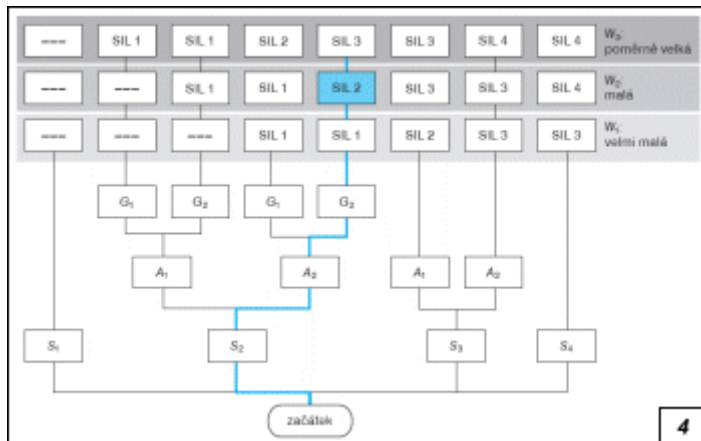 --- SIL 1 SIL 1 SIL 2 SIL 3 SIL 3 SIL 4 SIL 4 W₃:
poměrně velká
--- --- SIL 1 SIL 1 SIL 2 SIL 3 SIL 3 SIL 4 W₂:
malá
--- --- --- SIL 1 SIL 1 SIL 2 SIL 3 SIL 3 W₁:
velmi malá
G₁ G₂ G₁ G₂
A₁ A₂ A₁ A₂
S₁ S₂ S₃ S₄
začátek
4